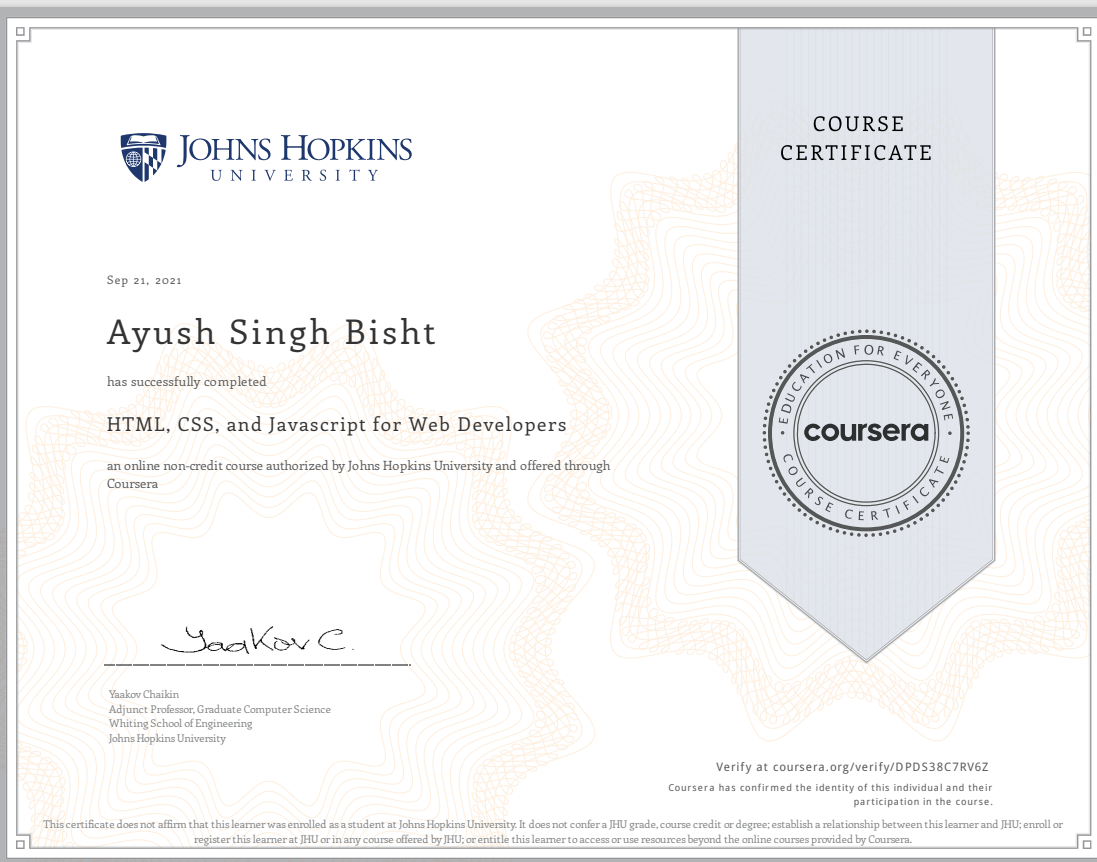 JOHNS HOPKINS
UNIVERSITY
COURSE
CERTIFICATE
Sep 21, 2021
Ayush Singh Bisht
has successfully completed
HTML, CSS, and Javascript for Web Developers
an online non-credit course authorized by Johns Hopkins University and offered through
Coursera
EDUCATION FOR EVERYONE
coursera
COURSE CERTIFICATE
Yaakov C.
Yaakov Chaikin
Adjunct Professor, Graduate Computer Science
Whiting School of Engineering
Johns Hopkins University
Verify at coursera.org/verify/DPDS38C7RV6Z
Coursera has confirmed the identity of this individual and their
participation in the course.
This certificate does not affirm that this learner was enrolled as a student at Johns Hopkins University. It does not confer a JHU grade, course credit or degree; establish a relationship between this learner and JHU; enroll or
register this learner at JHU or in any course offered by JHU; or entitle this learner to access or use resources beyond the online courses provided by Coursera.